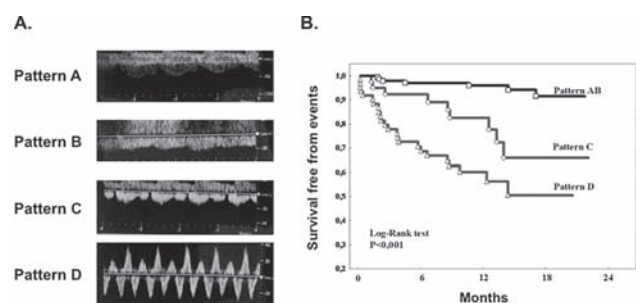 A.
Pattern A
Pattern B
Pattern C
Pattern D
B.
Survival free from events
1,0
0,9
0,8
0,7
0,6
0,5
0,4
0,3
0,2
Pattern AB
Pattern C
Pattern D
Log-Rank test
P<0,001
0 6 12 18 24
Months